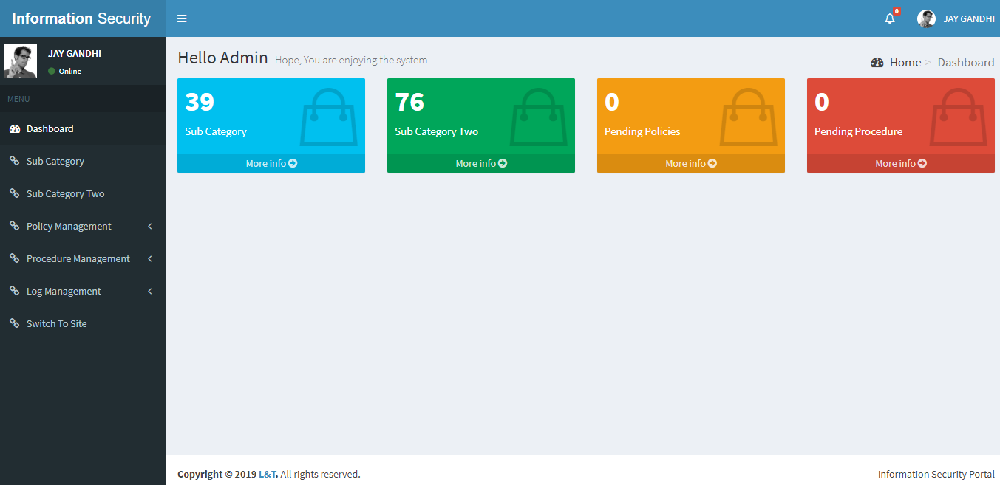 Information Security
0
JAY GANDHI
JAY GANDHI
Online
MENU
Dashboard
Sub Category
Sub Category Two
Policy Management
Procedure Management
Log Management
Switch To Site
Hello Admin Hope, You are enjoying the system
Home > Dashboard
39
Sub Category
More info
76
Sub Category Two
More info
0
Pending Policies
More info
0
Pending Procedure
More info
Copyright © 2019 L&T. All rights reserved.
Information Security Portal